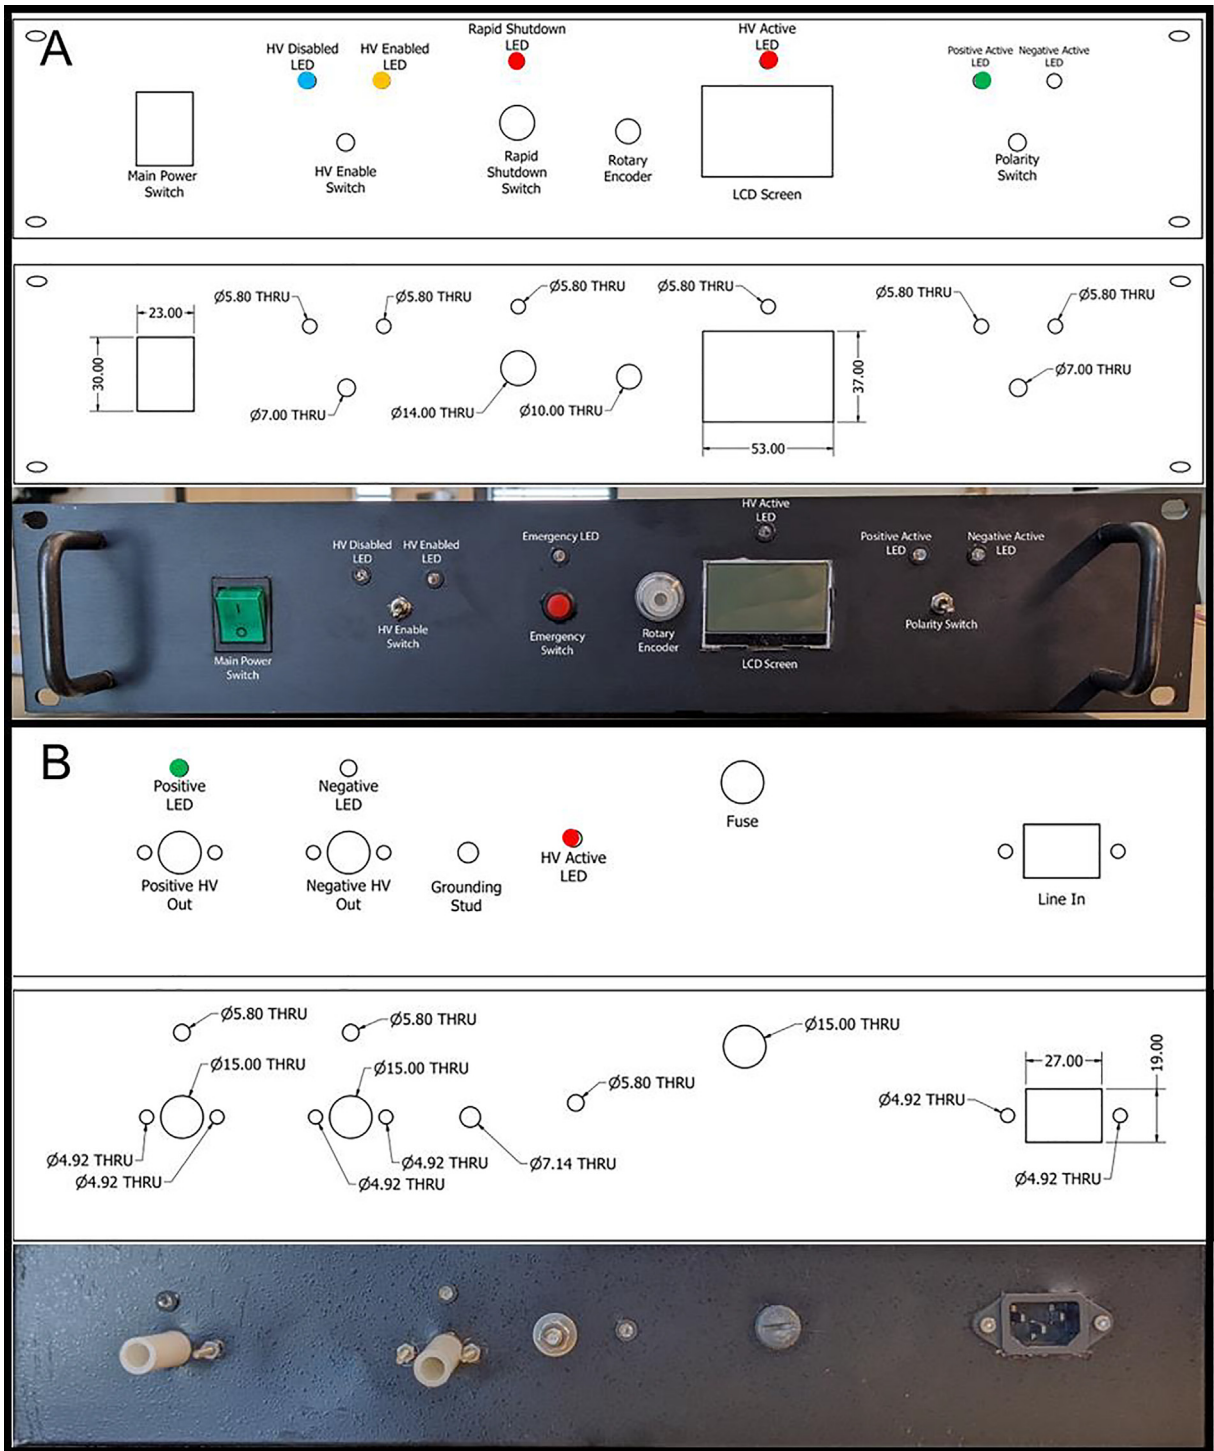 A
Rapid Shutdown
LED
HV Active
LED
HV Disabled
LED
HV Enabled
LED
Positive Active
LED
Negative Active
LED
Main Power
Switch
HV Enable
Switch
Rapid
Shutdown
Switch
Rotary
Encoder
LCD Screen
Polarity
Switch
Ø5.80 THRU
Ø5.80 THRU
Ø5.80 THRU
Ø5.80 THRU
Ø5.80 THRU
Ø5.80 THRU
23.00
30.00
Ø7.00 THRU
Ø14.00 THRU
Ø10.00 THRU
37.00
53.00
Ø7.00 THRU
HV Active
LED
HV Disabled
LED
HV Enabled
LED
Emergency LED
Positive Active
LED
Negative Active
LED
Main Power
Switch
HV Enable
Switch
Emergency
Switch
Rotary
Encoder
LCD Screen
Polarity Switch
B
Positive
LED
Negative
LED
Fuse
HV Active
LED
Positive HV
Out
Negative HV
Out
Grounding
Stud
Line In
Ø5.80 THRU
Ø5.80 THRU
Ø15.00 THRU
Ø15.00 THRU
Ø15.00 THRU
Ø5.80 THRU
27.00
19.00
Ø4.92 THRU
Ø4.92 THRU
Ø4.92 THRU
Ø4.92 THRU
Ø4.92 THRU
Ø7.14 THRU
Ø4.92 THRU